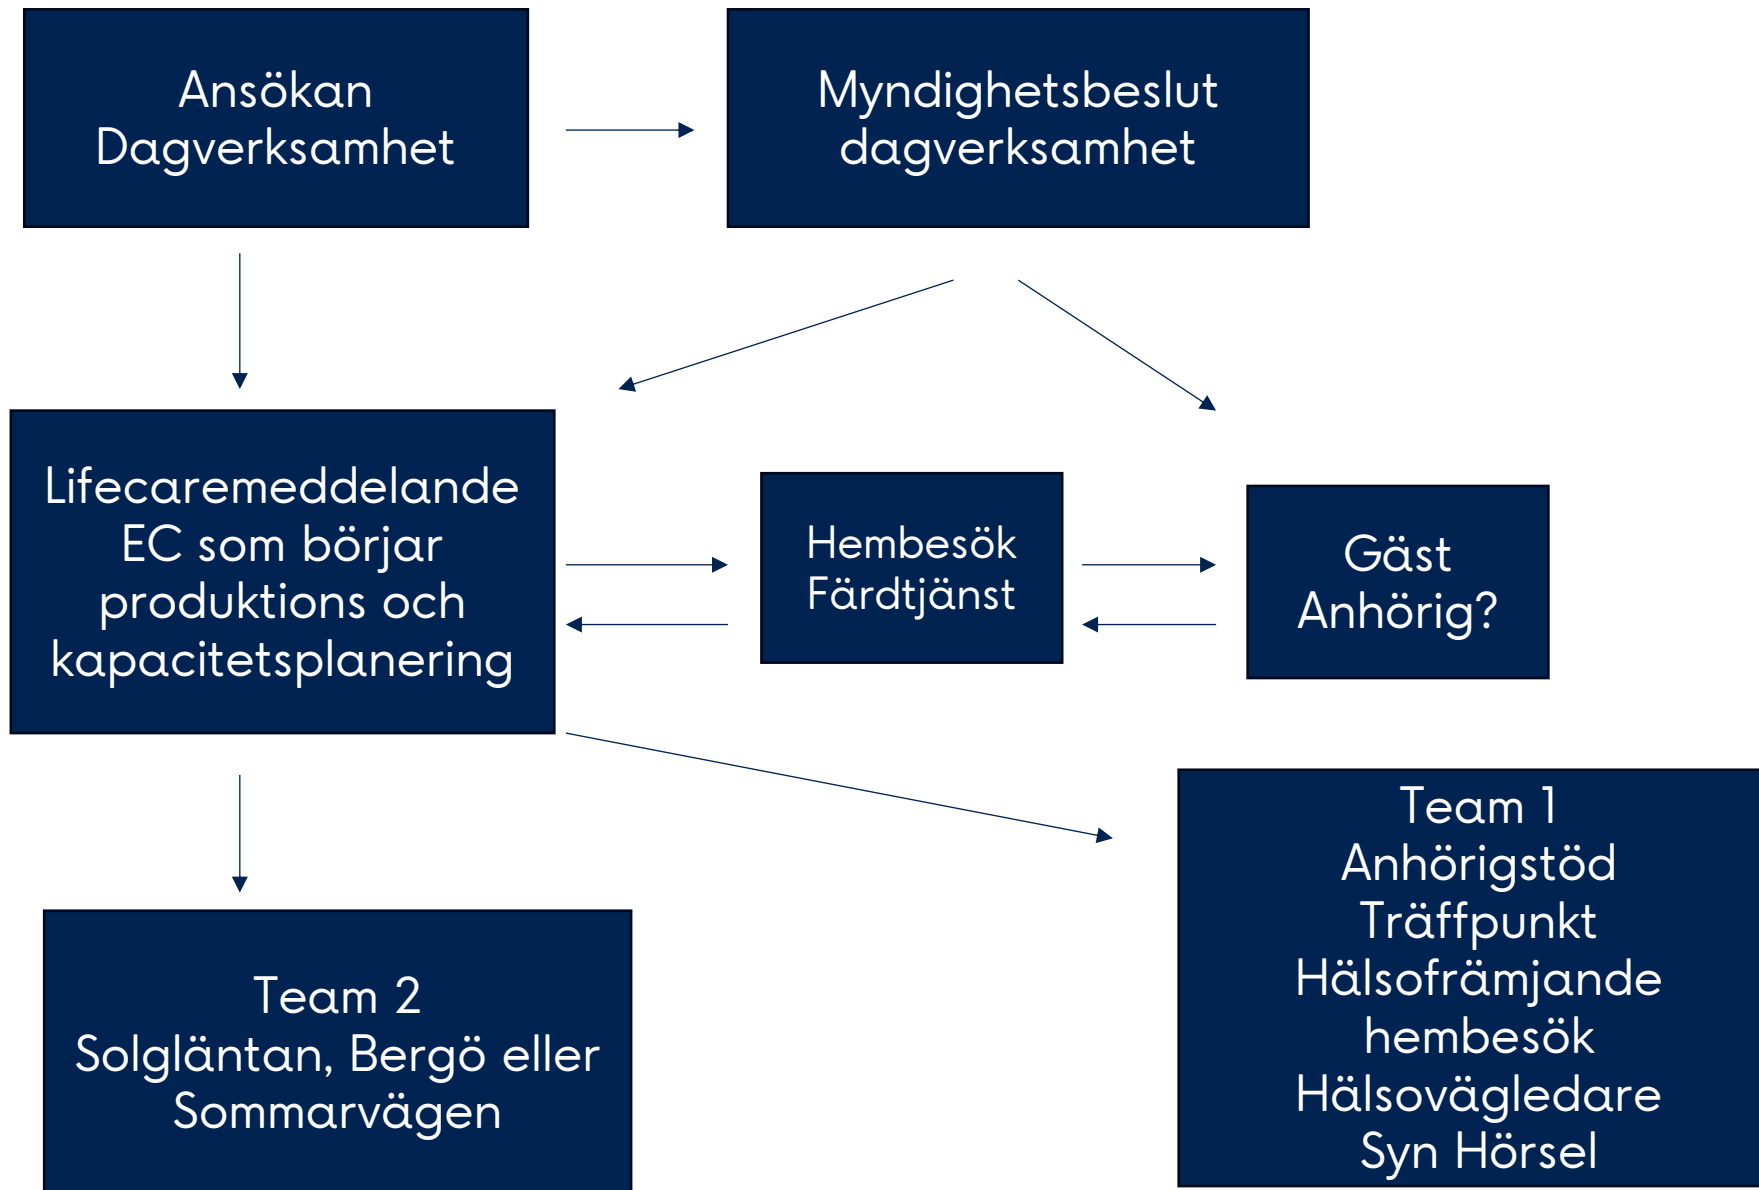 Ansökan
Dagverksamhet
Myndighetsbeslut
dagverksamhet
Lifecaremeddelande
EC som börjar
produktions och
kapacitetsplanering
Hembesök
Färdtjänst
Gäst
Anhörig?
Team 2
Solgläntan, Bergö eller
Sommarvägen
Team 1
Anhörigstöd
Träffpunkt
Hälsofrämjande
hembesök
Hälsovägledare
Syn Hörsel